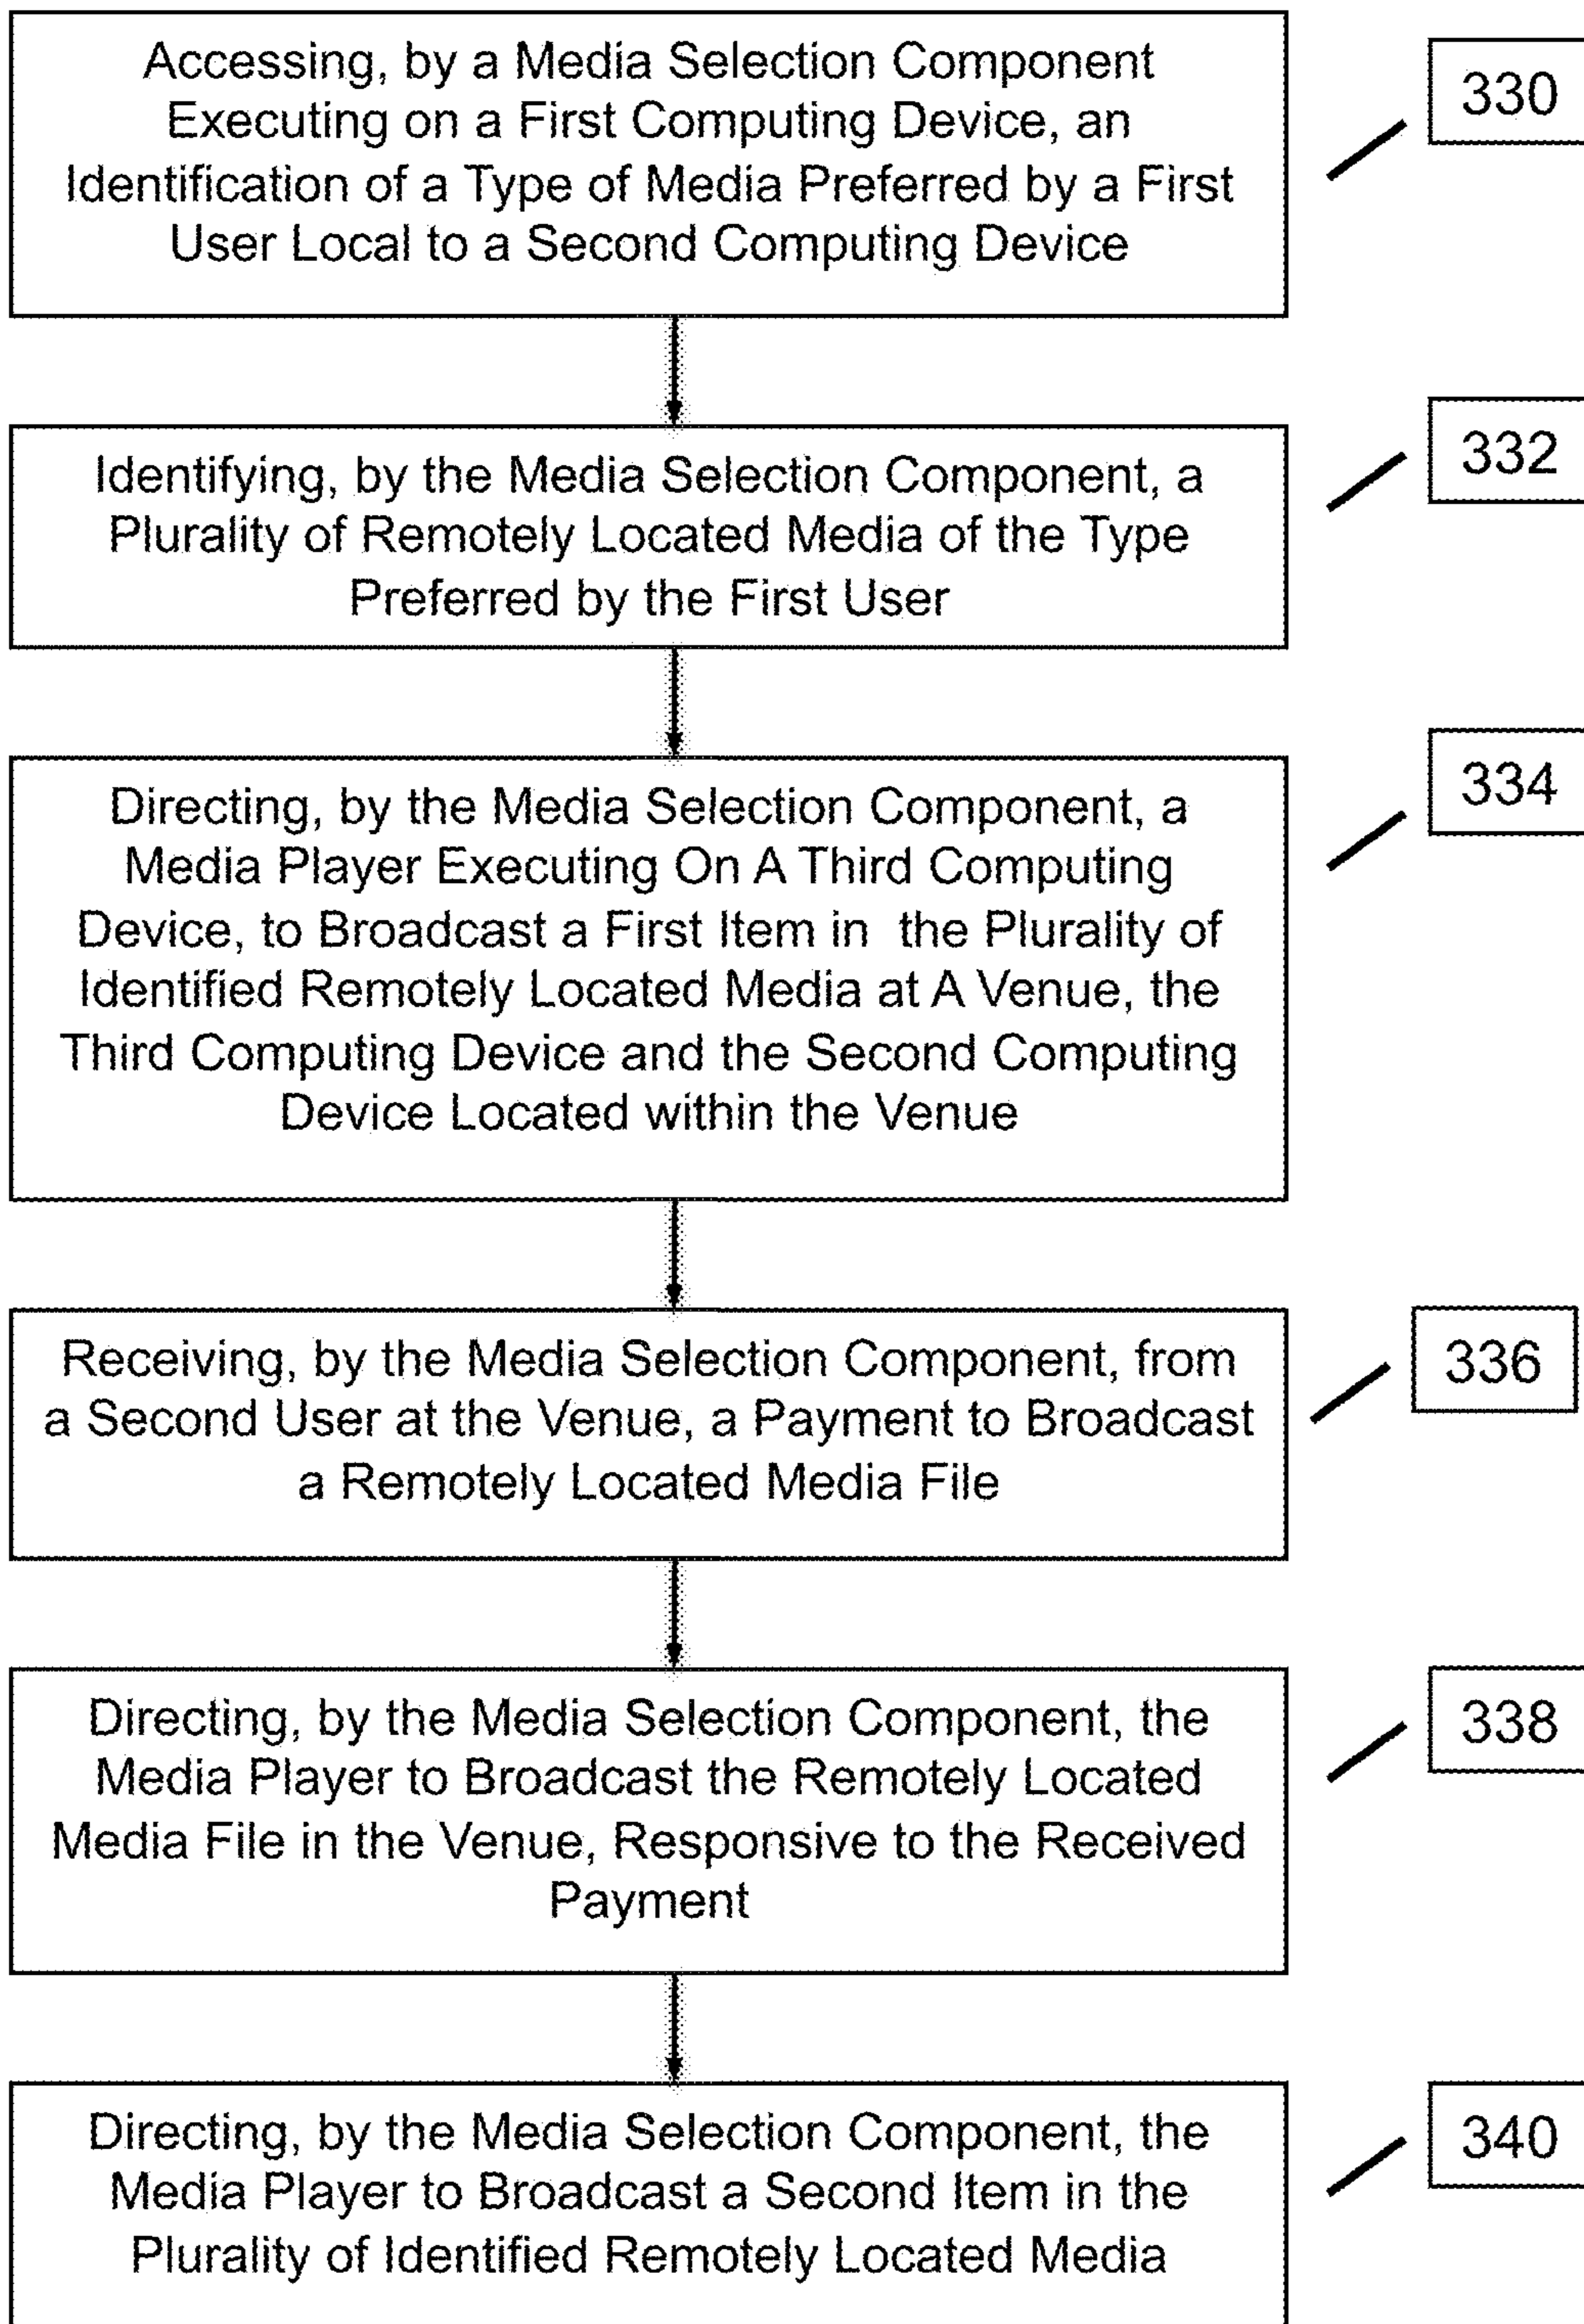 Accessing, by a Media Selection Component
Executing on a First Computing Device, an
Identification of a Type of Media Preferred by a First
User Local to a Second Computing Device
330
Identifying, by the Media Selection Component, a
Plurality of Remotely Located Media of the Type
Preferred by the First User
332
Directing, by the Media Selection Component, a
Media Player Executing On A Third Computing
Device, to Broadcast a First Item in the Plurality of
Identified Remotely Located Media at A Venue, the
Third Computing Device and the Second Computing
Device Located within the Venue
334
Receiving, by the Media Selection Component, from
a Second User at the Venue, a Payment to Broadcast
a Remotely Located Media File
336
Directing, by the Media Selection Component, the
Media Player to Broadcast the Remotely Located
Media File in the Venue, Responsive to the Received
Payment
338
Directing, by the Media Selection Component, the
Media Player to Broadcast a Second Item in the
Plurality of Identified Remotely Located Media
340